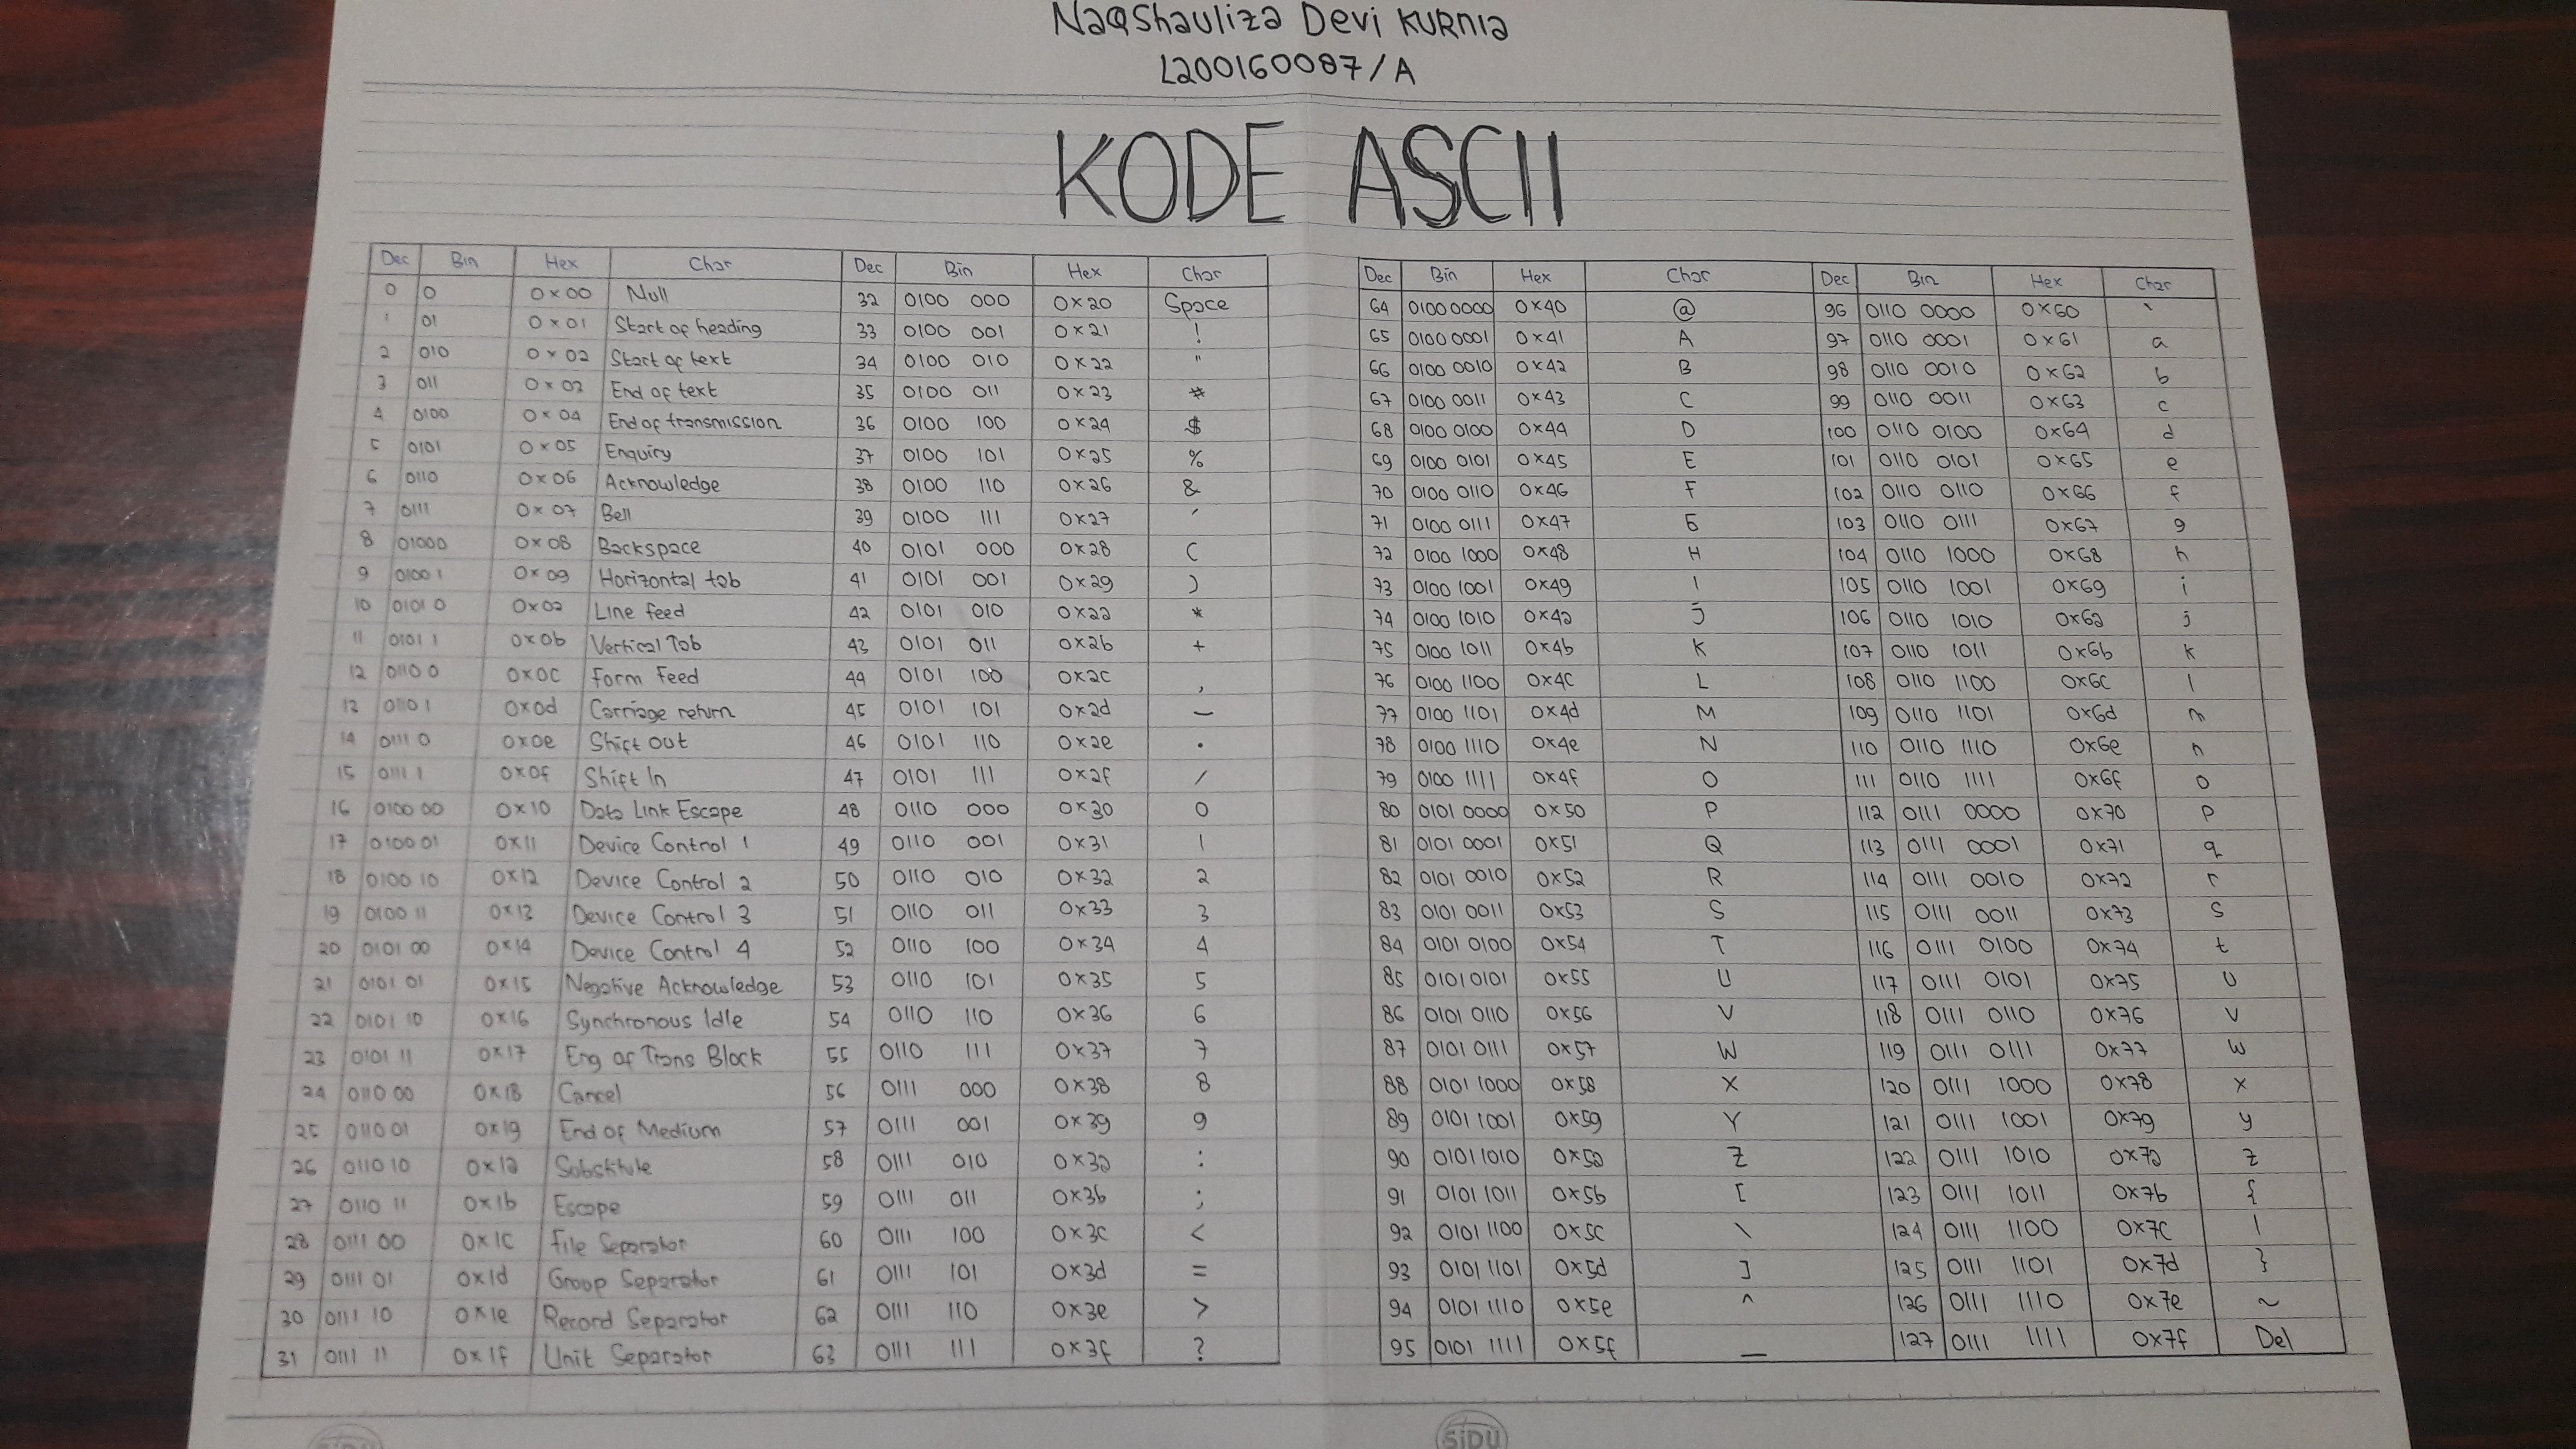 Naqshauliza Devi Kurnia
L200160087/A
KODE ASCII
Dec Bin Hex Char Dec Bin Hex Char Dec Bin Hex Char Dec Bin Hex Char
0 0 0x00 Null 32 0100 000 0x20 Space 64 0100 0000 0x40 @ 96 0110 0000 0x60 `
1 01 0x01 Start of heading 33 0100 001 0x21 ! 65 0100 0001 0x41 A 97 0110 0001 0x61 a
2 010 0x02 Start of text 34 0100 010 0x22 " 66 0100 0010 0x42 B 98 0110 0010 0x62 b
3 011 0x03 End of text 35 0100 011 0x23 # 67 0100 0011 0x43 C 99 0110 0011 0x63 c
4 0100 0x04 End of transmission 36 0100 100 0x24 $ 68 0100 0100 0x44 D 100 0110 0100 0x64 d
5 0101 0x05 Enquiry 37 0100 101 0x25 % 69 0100 0101 0x45 E 101 0110 0101 0x65 e
6 0110 0x06 Acknowledge 38 0100 110 0x26 & 70 0100 0110 0x46 F 102 0110 0110 0x66 f
7 0111 0x07 Bell 39 0100 111 0x27 ' 71 0100 0111 0x47 G 103 0110 0111 0x67 g
8 01000 0x08 Backspace 40 0101 000 0x28 ( 72 0100 1000 0x48 H 104 0110 1000 0x68 h
9 01001 0x09 Horizontal tab 41 0101 001 0x29 ) 73 0100 1001 0x49 I 105 0110 1001 0x69 i
10 01010 0x0a Line feed 42 0101 010 0x2a * 74 0100 1010 0x4a J 106 0110 1010 0x6a j
11 01011 0x0b Vertical Tab 43 0101 011 0x2b + 75 0100 1011 0x4b K 107 0110 1011 0x6b k
12 01100 0x0c Form Feed 44 0101 100 0x2c , 76 0100 1100 0x4c L 108 0110 1100 0x6c l
13 01101 0x0d Carriage return 45 0101 101 0x2d - 77 0100 1101 0x4d M 109 0110 1101 0x6d m
14 01110 0x0e Shift out 46 0101 110 0x2e . 78 0100 1110 0x4e N 110 0110 1110 0x6e n
15 01111 0x0f Shift In 47 0101 111 0x2f / 79 0100 1111 0x4f O 111 0110 1111 0x6f o
16 0100 00 0x10 Data Link Escape 48 0110 000 0x30 0 80 0101 0000 0x50 P 112 0111 0000 0x70 p
17 0100 01 0x11 Device Control 1 49 0110 001 0x31 1 81 0101 0001 0x51 Q 113 0111 0001 0x71 q
18 0100 10 0x12 Device Control 2 50 0110 010 0x32 2 82 0101 0010 0x52 R 114 0111 0010 0x72 r
19 0100 11 0x13 Device Control 3 51 0110 011 0x33 3 83 0101 0011 0x53 S 115 0111 0011 0x73 s
20 0101 00 0x14 Device Control 4 52 0110 100 0x34 4 84 0101 0100 0x54 T 116 0111 0100 0x74 t
21 0101 01 0x15 Negative Acknowledge 53 0110 101 0x35 5 85 0101 0101 0x55 U 117 0111 0101 0x75 u
22 0101 10 0x16 Synchronous Idle 54 0110 110 0x36 6 86 0101 0110 0x56 V 118 0111 0110 0x76 v
23 0101 11 0x17 Eng of Trans Block 55 0110 111 0x37 7 87 0101 0111 0x57 W 119 0111 0111 0x77 w
24 0110 00 0x18 Cancel 56 0111 000 0x38 8 88 0101 1000 0x58 X 120 0111 1000 0x78 x
25 0110 01 0x19 End of Medium 57 0111 001 0x39 9 89 0101 1001 0x59 Y 121 0111 1001 0x79 y
26 0110 10 0x1a Substitute 58 0111 010 0x3a : 90 0101 1010 0x5a Z 122 0111 1010 0x7a z
27 0110 11 0x1b Escape 59 0111 011 0x3b ; 91 0101 1011 0x5b [ 123 0111 1011 0x7b {
28 0111 00 0x1c File Separator 60 0111 100 0x3c < 92 0101 1100 0x5c \ 124 0111 1100 0x7c |
29 0111 01 0x1d Group Separator 61 0111 101 0x3d = 93 0101 1101 0x5d ] 125 0111 1101 0x7d }
30 0111 10 0x1e Record Separator 62 0111 110 0x3e > 94 0101 1110 0x5e ^ 126 0111 1110 0x7e ~
31 0111 11 0x1f Unit Separator 63 0111 111 0x3f ? 95 0101 1111 0x5f _ 127 0111 1111 0x7f Del
SiDU SiDU